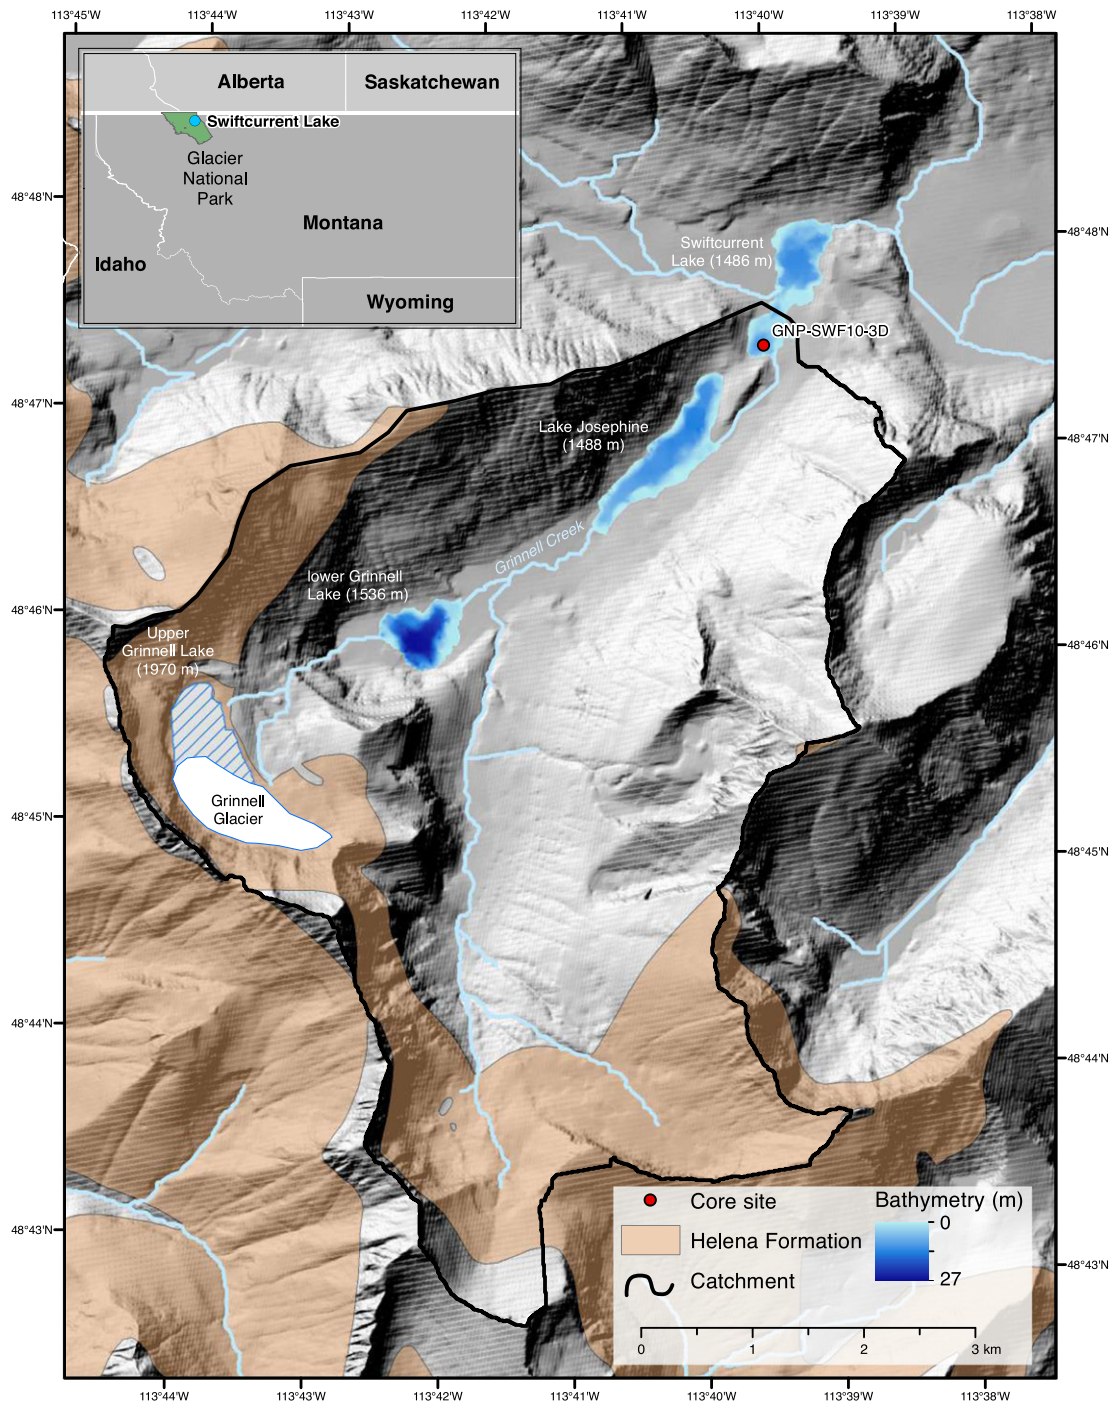 113°45'W
113°44'W
113°43'W
113°42'W
113°41'W
113°40'W
113°39'W
113°38'W
Alberta
Saskatchewan
Swiftcurrent Lake
Glacier
National
Park
Montana
Idaho
Wyoming
48°48'N
48°48'N
Swiftcurrent
Lake (1486 m)
GNP-SWF10-3D
48°47'N
48°47'N
Lake Josephine
(1488 m)
Grinnell Creek
lower Grinnell
Lake (1536 m)
48°46'N
48°46'N
Upper
Grinnell Lake
(1970 m)
Grinnell
Glacier
48°45'N
48°45'N
48°44'N
48°44'N
48°43'N
48°43'N
Core site
Helena Formation
Catchment
Bathymetry (m)
0
27
0
1
2
3 km
113°44'W
113°43'W
113°42'W
113°41'W
113°40'W
113°39'W
113°38'W